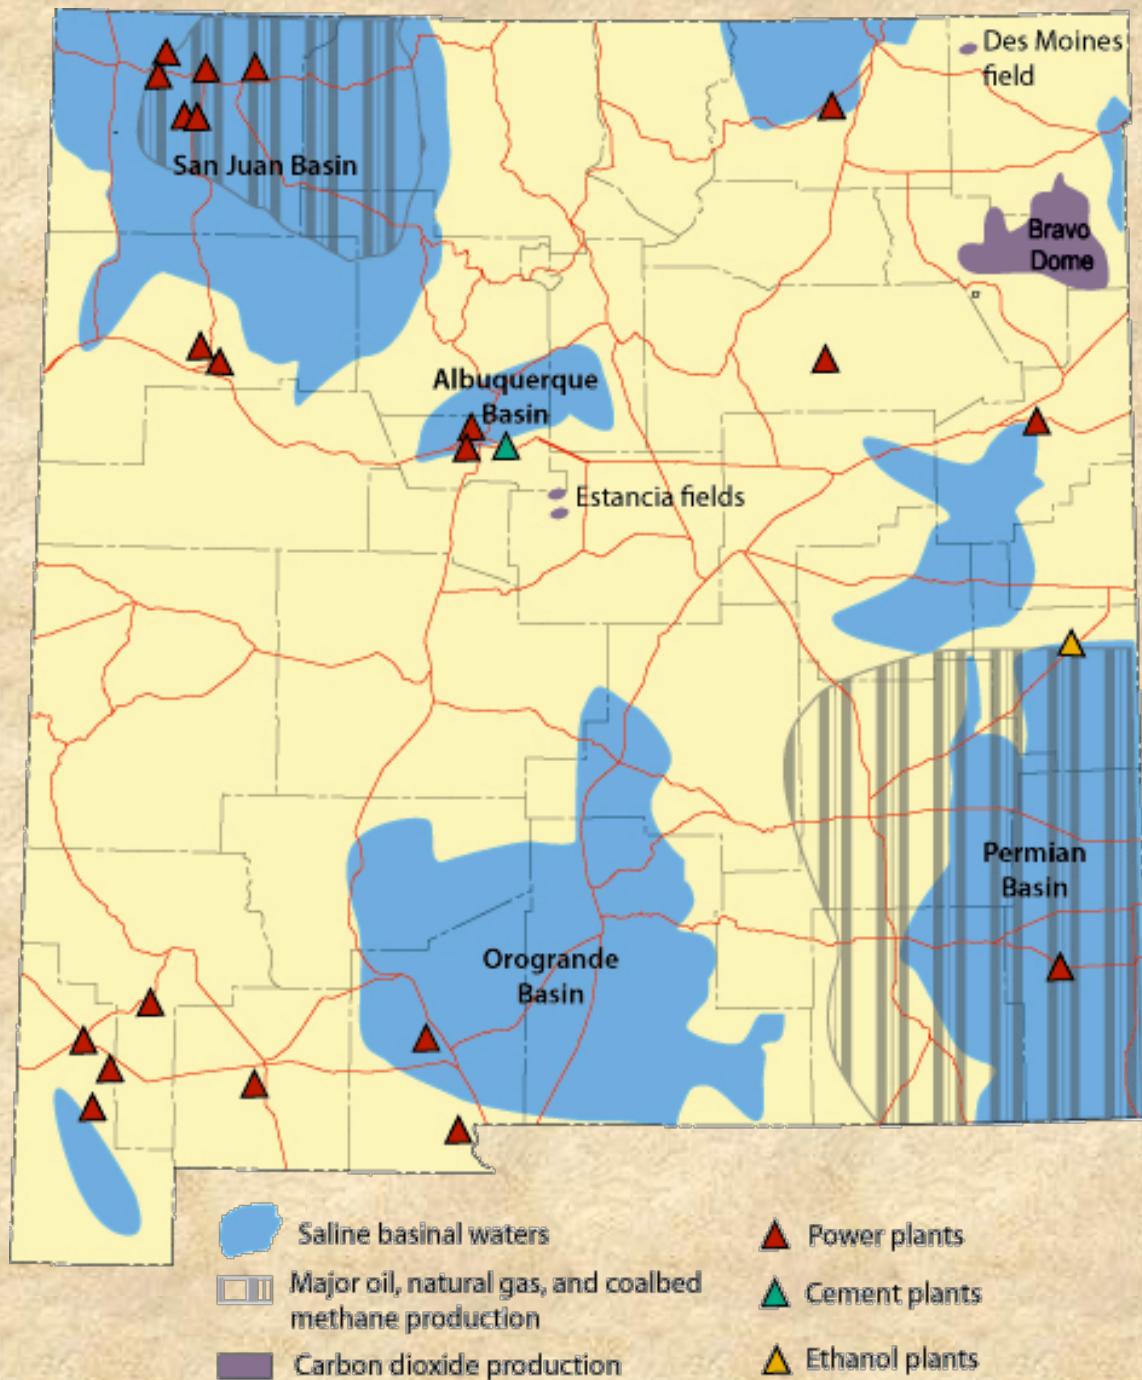 Des Moines
field
San Juan Basin
Bravo
Dome
Albuquerque
Basin
Estancia fields
Permian
Basin
Orogrande
Basin
Saline basinal waters
Power plants
Major oil, natural gas, and coalbed
methane production
Cement plants
Carbon dioxide production
Ethanol plants